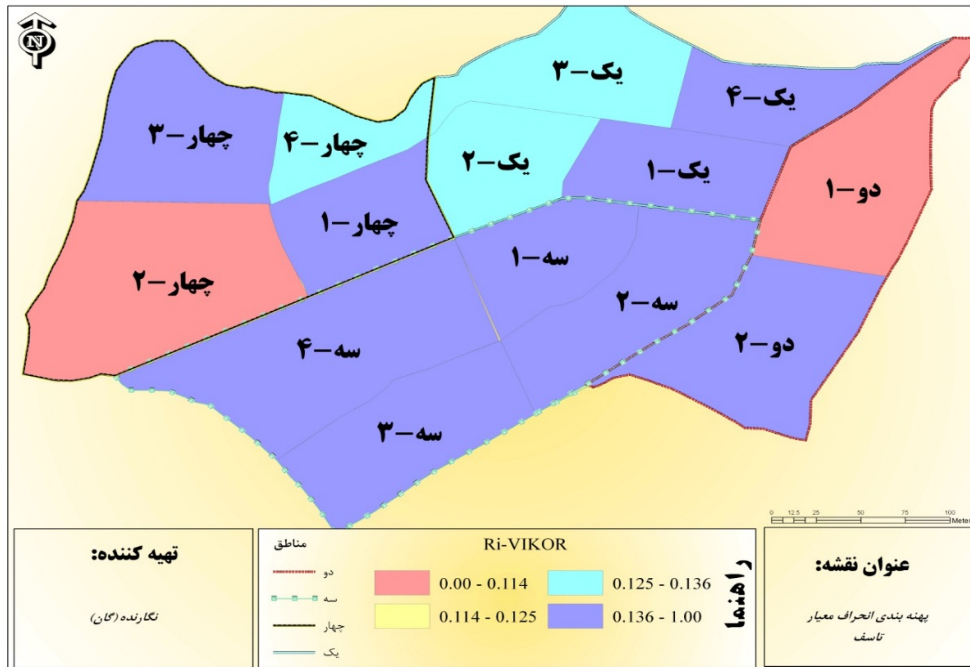 N
یک-۳
یک-۴
چهار-۳
چهار-۴
یک-۲
یک-۱
دو-۱
چهار-۱
سه-۱
چهار-۲
سه-۲
سه-۴
دو-۲
سه-۳
0 12.5 25 50 75 100
Meter
تهیه کننده:
نگارنده (گان)
راهنما
مناطق
دو
سه
چهار
یک
Ri-VIKOR
0.00 - 0.114
0.125 - 0.136
0.114 - 0.125
0.136 - 1.00
عنوان نقشه:
پهنه بندی انحراف معیار
تاسف